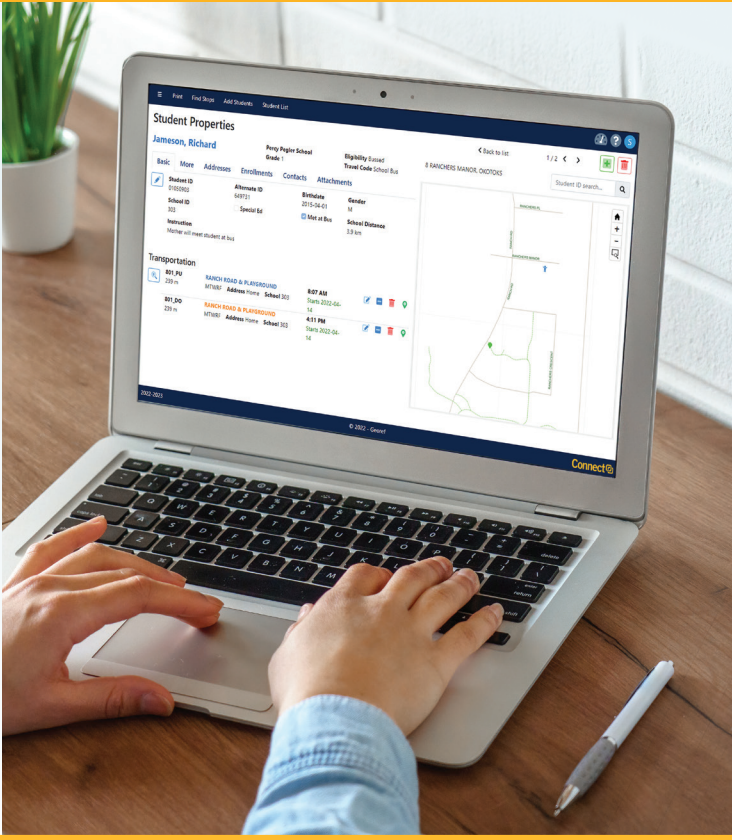 Print Find Stops Add Students Student List
Student Properties
Jameson, Richard
Percy Pegler School
Grade 1
Eligibility Bussed
Travel Code School Bus
Back to list
1 / 2
8 RANCHERS MANOR, OKOTOKS
Student ID search...
Basic More Addresses Enrollments Contacts Attachments
Student ID
01050903
Alternate ID
649731
Birthdate
2015-04-01
Gender
M
School ID
303
Special Ed
Met at Bus
School Distance
3.9 km
Instruction
Mother will meet student at bus
Transportation
801_PU
239 m
RANCH ROAD & PLAYGROUND
MTWRF Address Home School 303
8:07 AM
Starts 2022-04-
14
801_DO
239 m
RANCH ROAD & PLAYGROUND
MTWRF Address Home School 303
4:11 PM
Starts 2022-04-
14
2022-2023
© 2022 - Georef
Connect
Q W E R T Y U I O P
A S D F G H J K L
Z X C V B N M
delete
return
shift